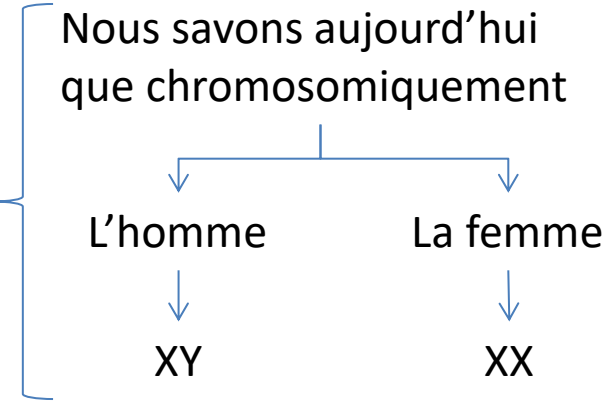 Nous savons aujourd’hui
que chromosomiquement
L’homme La femme
XY XX